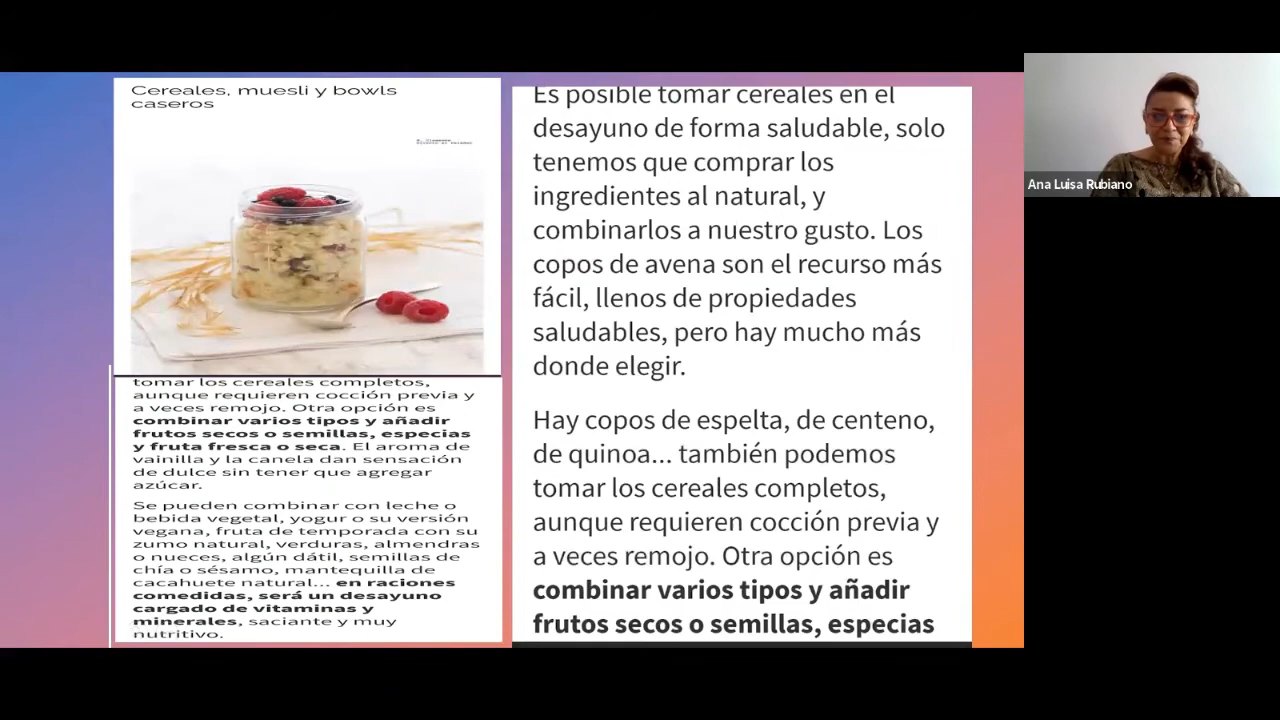 Cereales, muesli y bowls
caseros
tomar los cereales completos,
aunque requieren cocción previa y
a veces remojo. Otra opción es
combinar varios tipos y añadir
frutos secos o semillas, especias
y fruta fresca o seca. El aroma de
vainilla y la canela dan sensación
de dulce sin tener que agregar
azúcar.
Se pueden combinar con leche o
bebida vegetal, yogur o su versión
vegana, fruta de temporada con su
zumo natural, verduras, almendras
o nueces, algún dátil, semillas de
chía o sésamo, mantequilla de
cacahuete natural... en raciones
comedidas, será un desayuno
cargado de vitaminas y
minerales, saciante y muy
nutritivo.
Es posible tomar cereales en el
desayuno de forma saludable, solo
tenemos que comprar los
ingredientes al natural, y
combinarlos a nuestro gusto. Los
copos de avena son el recurso más
fácil, llenos de propiedades
saludables, pero hay mucho más
donde elegir.
Hay copos de espelta, de centeno,
de quinoa... también podemos
tomar los cereales completos,
aunque requieren cocción previa y
a veces remojo. Otra opción es
combinar varios tipos y añadir
frutos secos o semillas, especias
Ana Luisa Rubiano